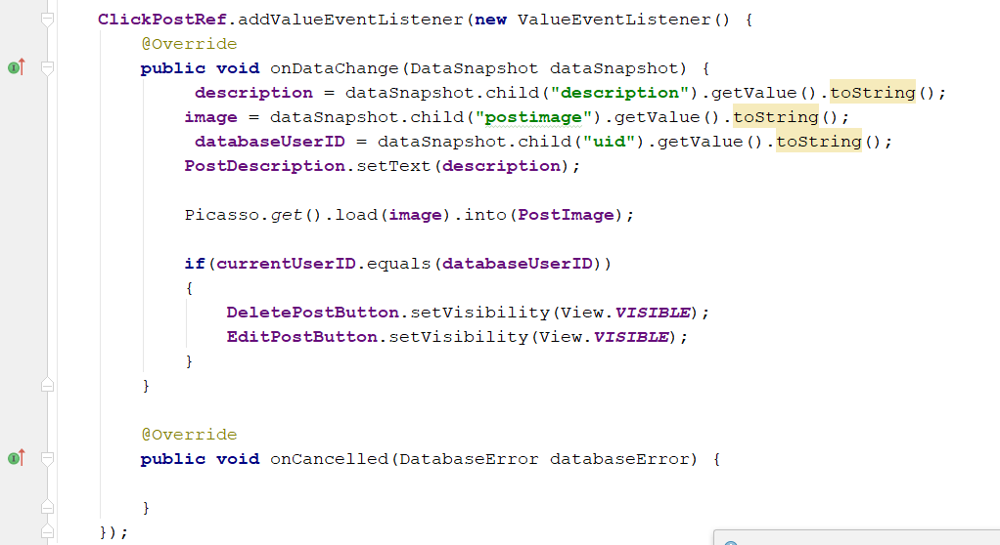 ClickPostRef.addValueEventListener(new ValueEventListener() {
    @Override
    public void onDataChange(DataSnapshot dataSnapshot) {
         description = dataSnapshot.child("description").getValue().toString();
        image = dataSnapshot.child("postimage").getValue().toString();
         databaseUserID = dataSnapshot.child("uid").getValue().toString();
        PostDescription.setText(description);

        Picasso.get().load(image).into(PostImage);

        if(currentUserID.equals(databaseUserID))
        {
            DeletePostButton.setVisibility(View.VISIBLE);
            EditPostButton.setVisibility(View.VISIBLE);
        }
    }

    @Override
    public void onCancelled(DatabaseError databaseError) {

    }
});